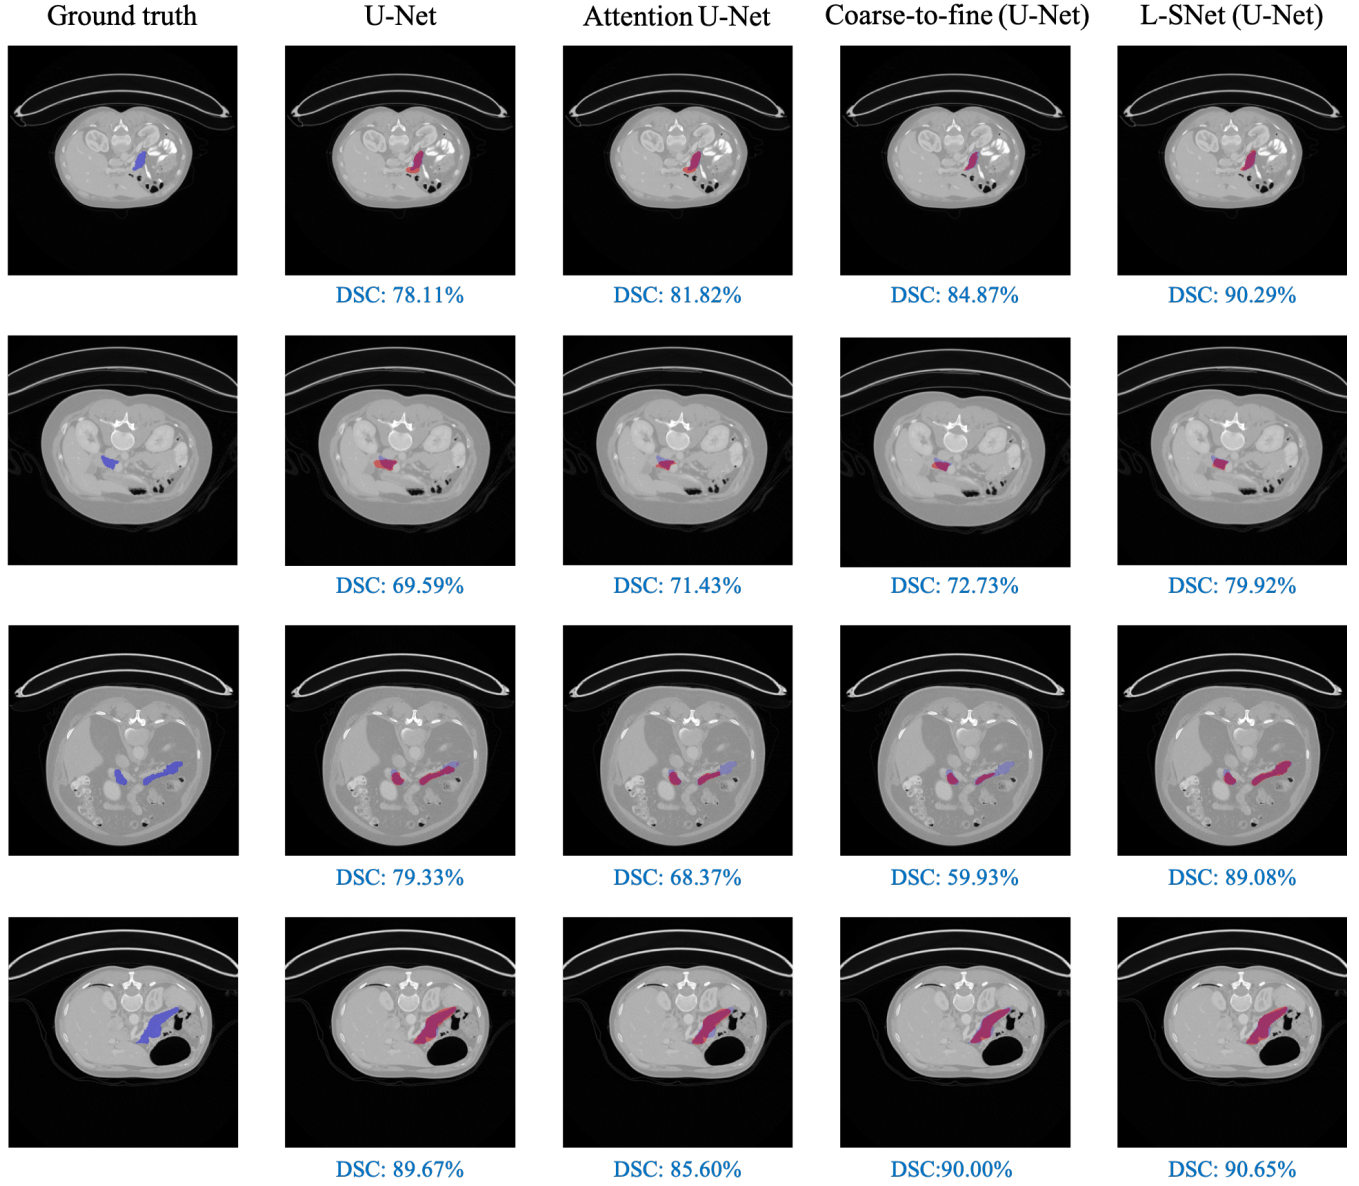 Ground truth U-Net Attention U-Net Coarse-to-fine (U-Net) L-SNet (U-Net)
DSC: 78.11% DSC: 81.82% DSC: 84.87% DSC: 90.29%
DSC: 69.59% DSC: 71.43% DSC: 72.73% DSC: 79.92%
DSC: 79.33% DSC: 68.37% DSC: 59.93% DSC: 89.08%
DSC: 89.67% DSC: 85.60% DSC:90.00% DSC: 90.65%